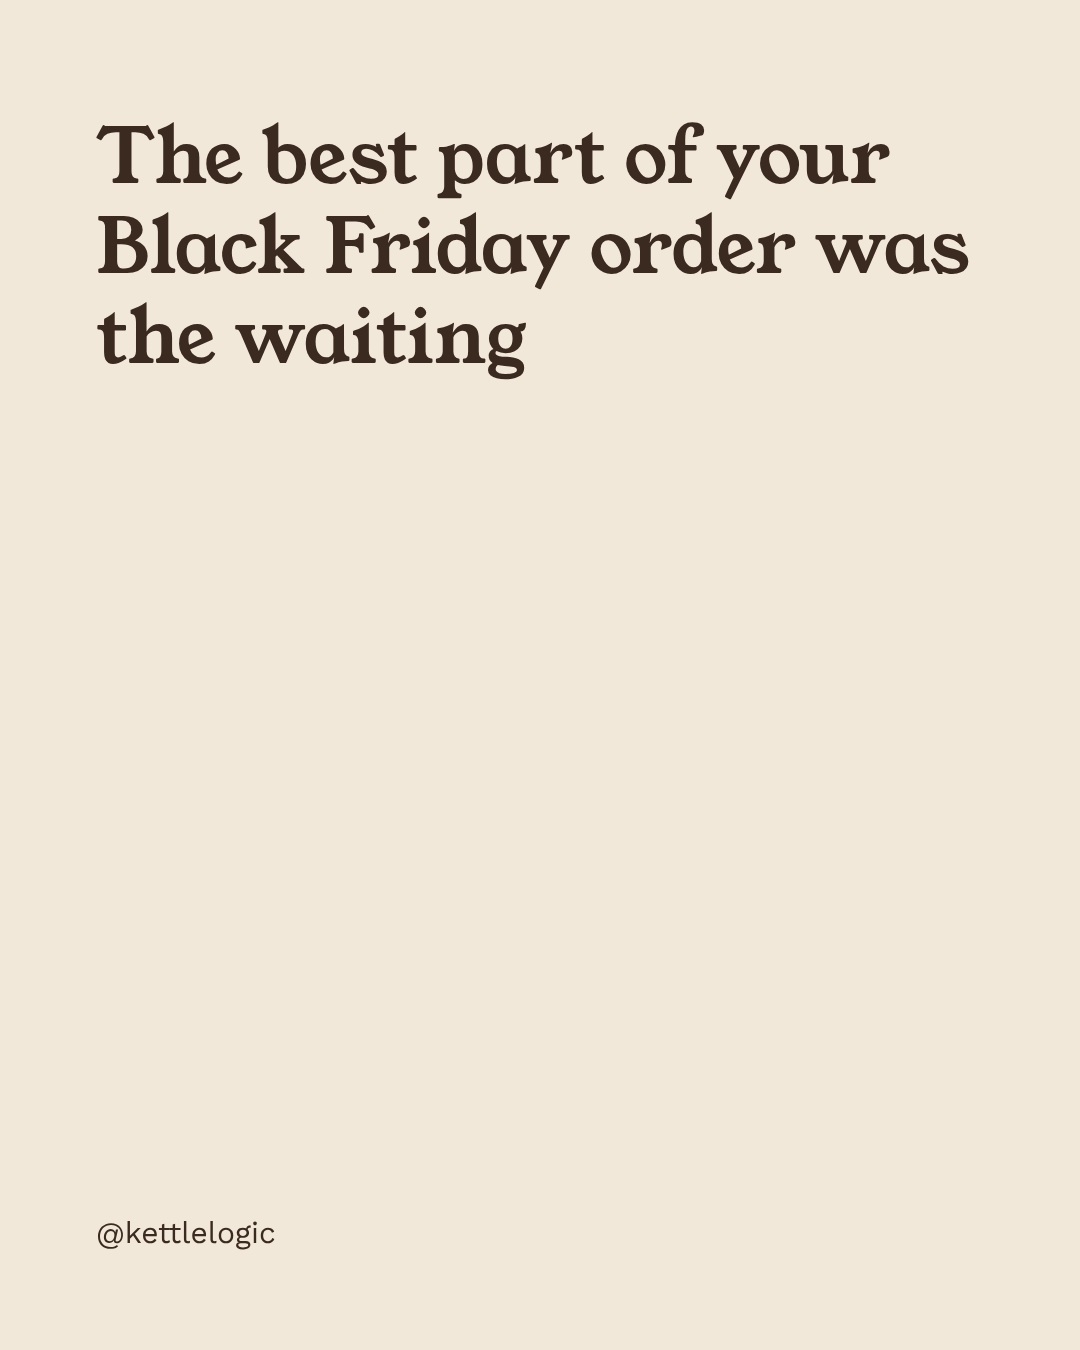 The best part of your
Black Friday order was
the waiting
@kettlelogic